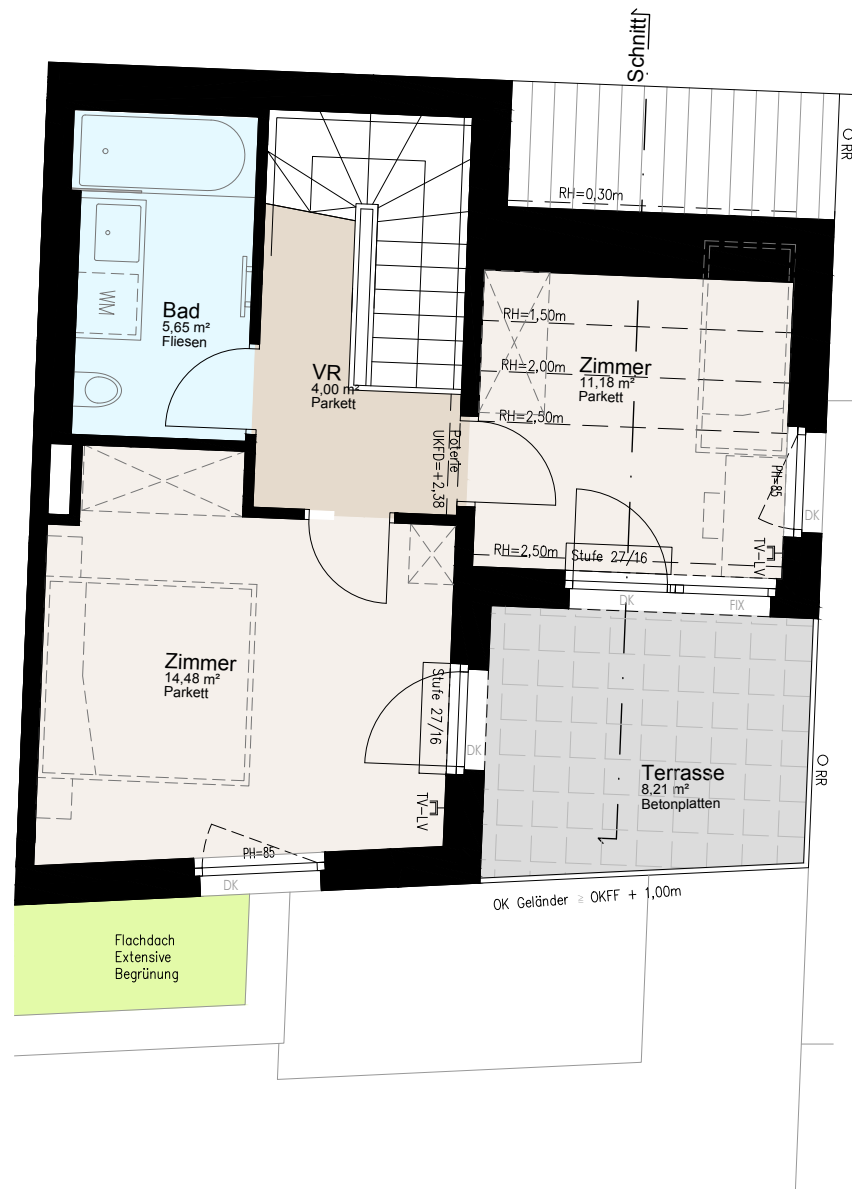 Schnitt
RR
RH=0,30m
Bad
5,65 m²
Fliesen
WM
VR
4,00 m²
Parkett
RH=1,50m
RH=2,00m
RH=2,50m
Zimmer
11,18 m²
Parkett
Poterie
UKFD=+2,38
PH=85
DK
TV-LV
RH=2,50m
Stufe 27/16
DK
FIX
Zimmer
14,48 m²
Parkett
Stufe 27/16
DK
TV-LV
Terrasse
8,21 m²
Betonplatten
RR
PH=85
DK
OK Geländer ≥ OKFF + 1,00m
Flachdach
Extensive
Begrünung